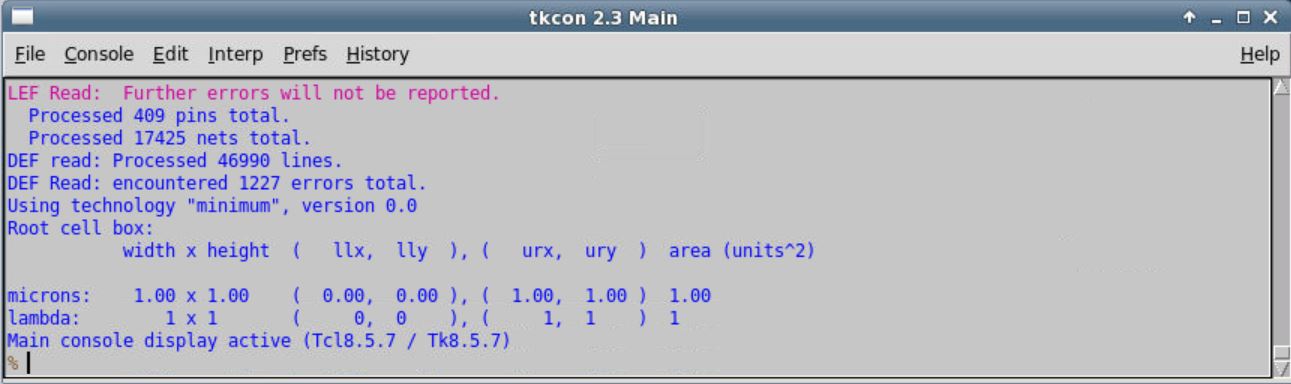 tkcon 2.3 Main
File Console Edit Interp Prefs History Help
LEF Read:  Further errors will not be reported.
  Processed 409 pins total.
  Processed 17425 nets total.
DEF read: Processed 46990 lines.
DEF Read: encountered 1227 errors total.
Using technology "minimum", version 0.0
Root cell box:
           width x height  (   llx,  lly  ), (   urx,  ury  )  area (units^2)
microns:    1.00 x 1.00    (  0.00,  0.00 ), (  1.00,  1.00 )  1.00
lambda:        1 x 1       (     0,  0    ), (     1,  1    )  1
Main console display active (Tcl8.5.7 / Tk8.5.7)
%